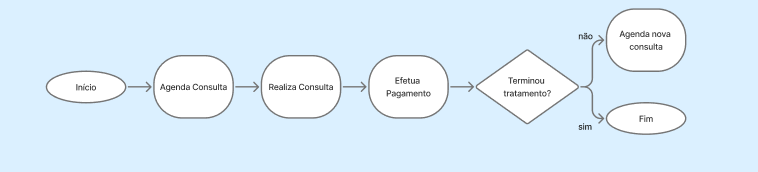 Início
Agenda Consulta
Realiza Consulta
Efetua
Pagamento
Terminou
tratamento?
não
Agenda nova
consulta
sim
Fim